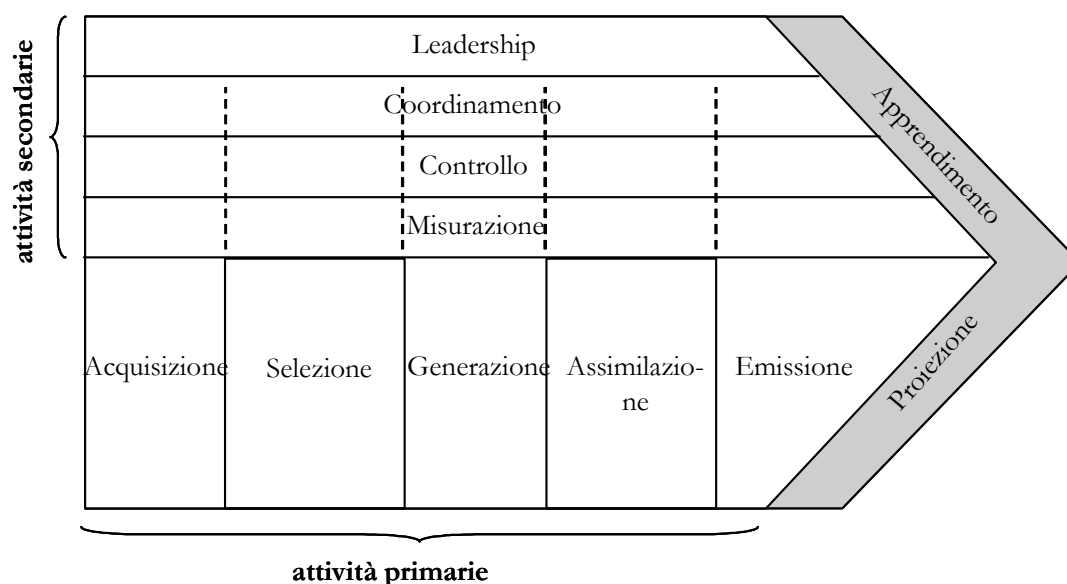 attività secondarie
Leadership
Coordinamento
Controllo
Misurazione
Apprendimento
Proiezione
Acquisizione
Selezione
Generazione
Assimilazio-
ne
Emissione
attività primarie